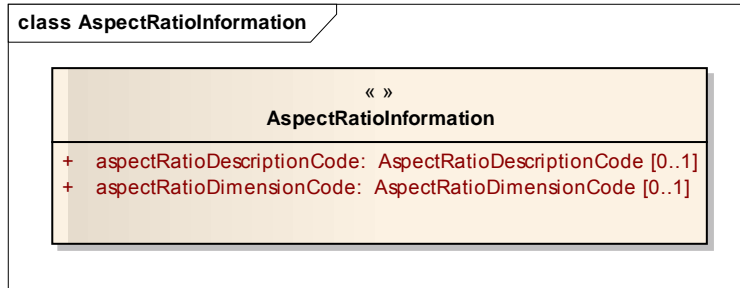 class AspectRatioInformation
« »
AspectRatioInformation
+ aspectRatioDescriptionCode: AspectRatioDescriptionCode [0..1]
+ aspectRatioDimensionCode: AspectRatioDimensionCode [0..1]